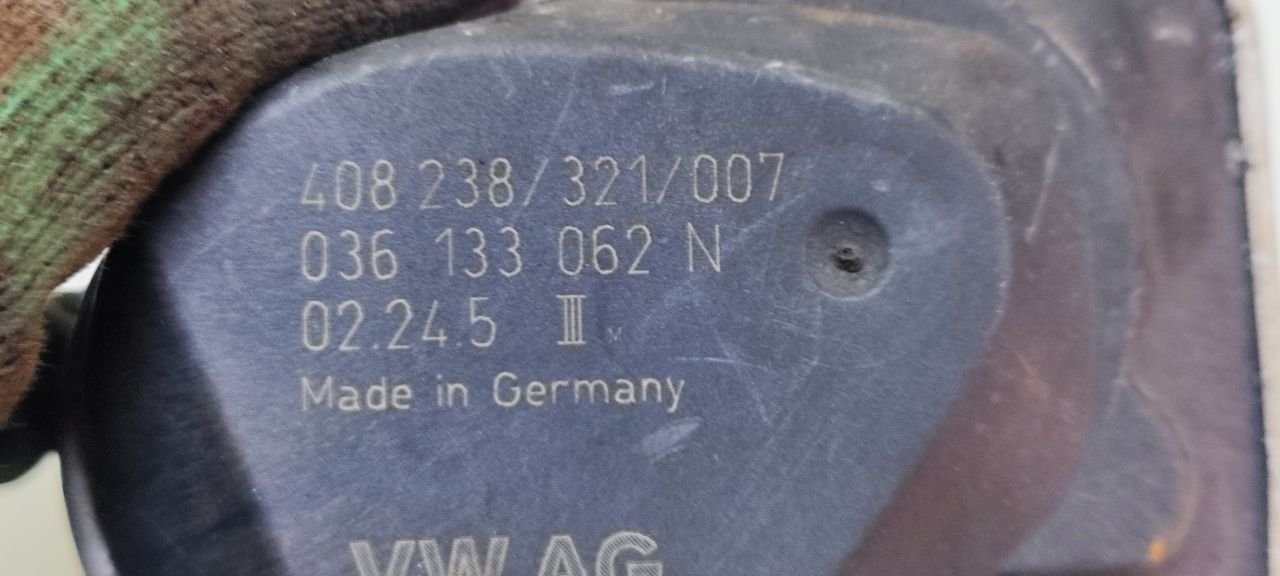 408 238/321/007
036 133 062 N
02.24.5 III M
Made in Germany
VW AG